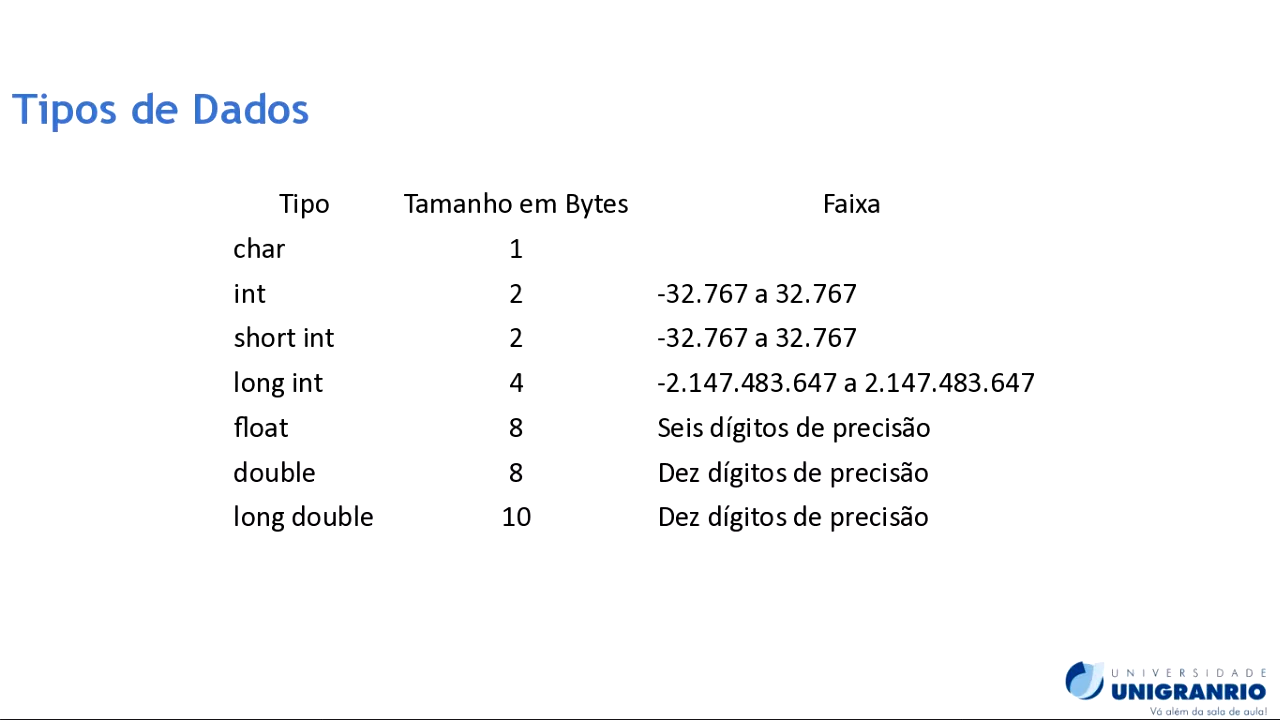 Tipos de Dados
Tipo Tamanho em Bytes Faixa
char 1
int 2 -32.767 a 32.767
short int 2 -32.767 a 32.767
long int 4 -2.147.483.647 a 2.147.483.647
float 8 Seis dígitos de precisão
double 8 Dez dígitos de precisão
long double 10 Dez dígitos de precisão
UNIVERSIDADE
UNIGRANRIO
Vá além da sala de aula!